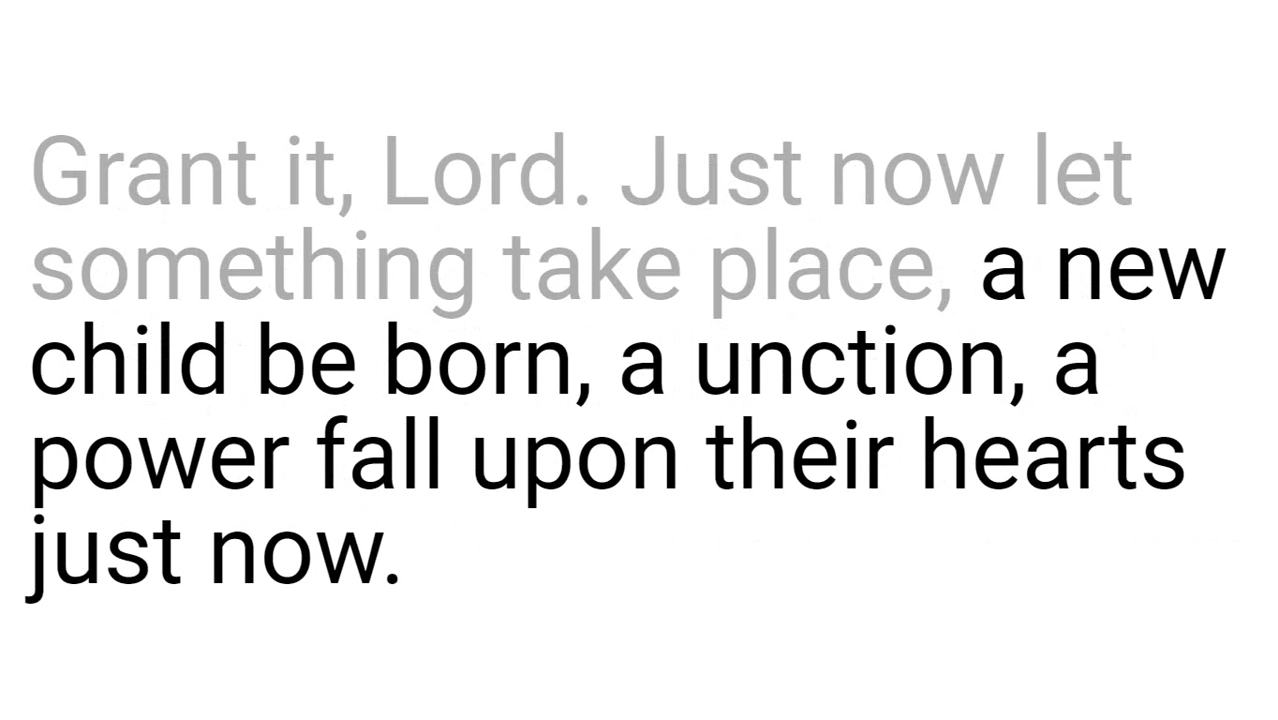 Grant it, Lord. Just now let
something take place, a new
child be born, a unction, a
power fall upon their hearts
just now.